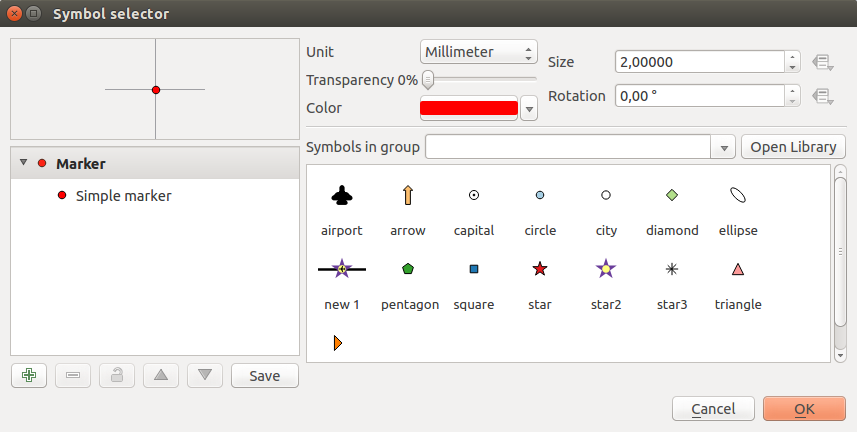 Symbol selector
Unit Millimeter Size 2,00000
Transparency 0%
Color Rotation 0,00 °
Symbols in group Open Library
Marker
Simple marker
airport arrow capital circle city diamond ellipse
new 1 pentagon square star star2 star3 triangle
Save
Cancel OK